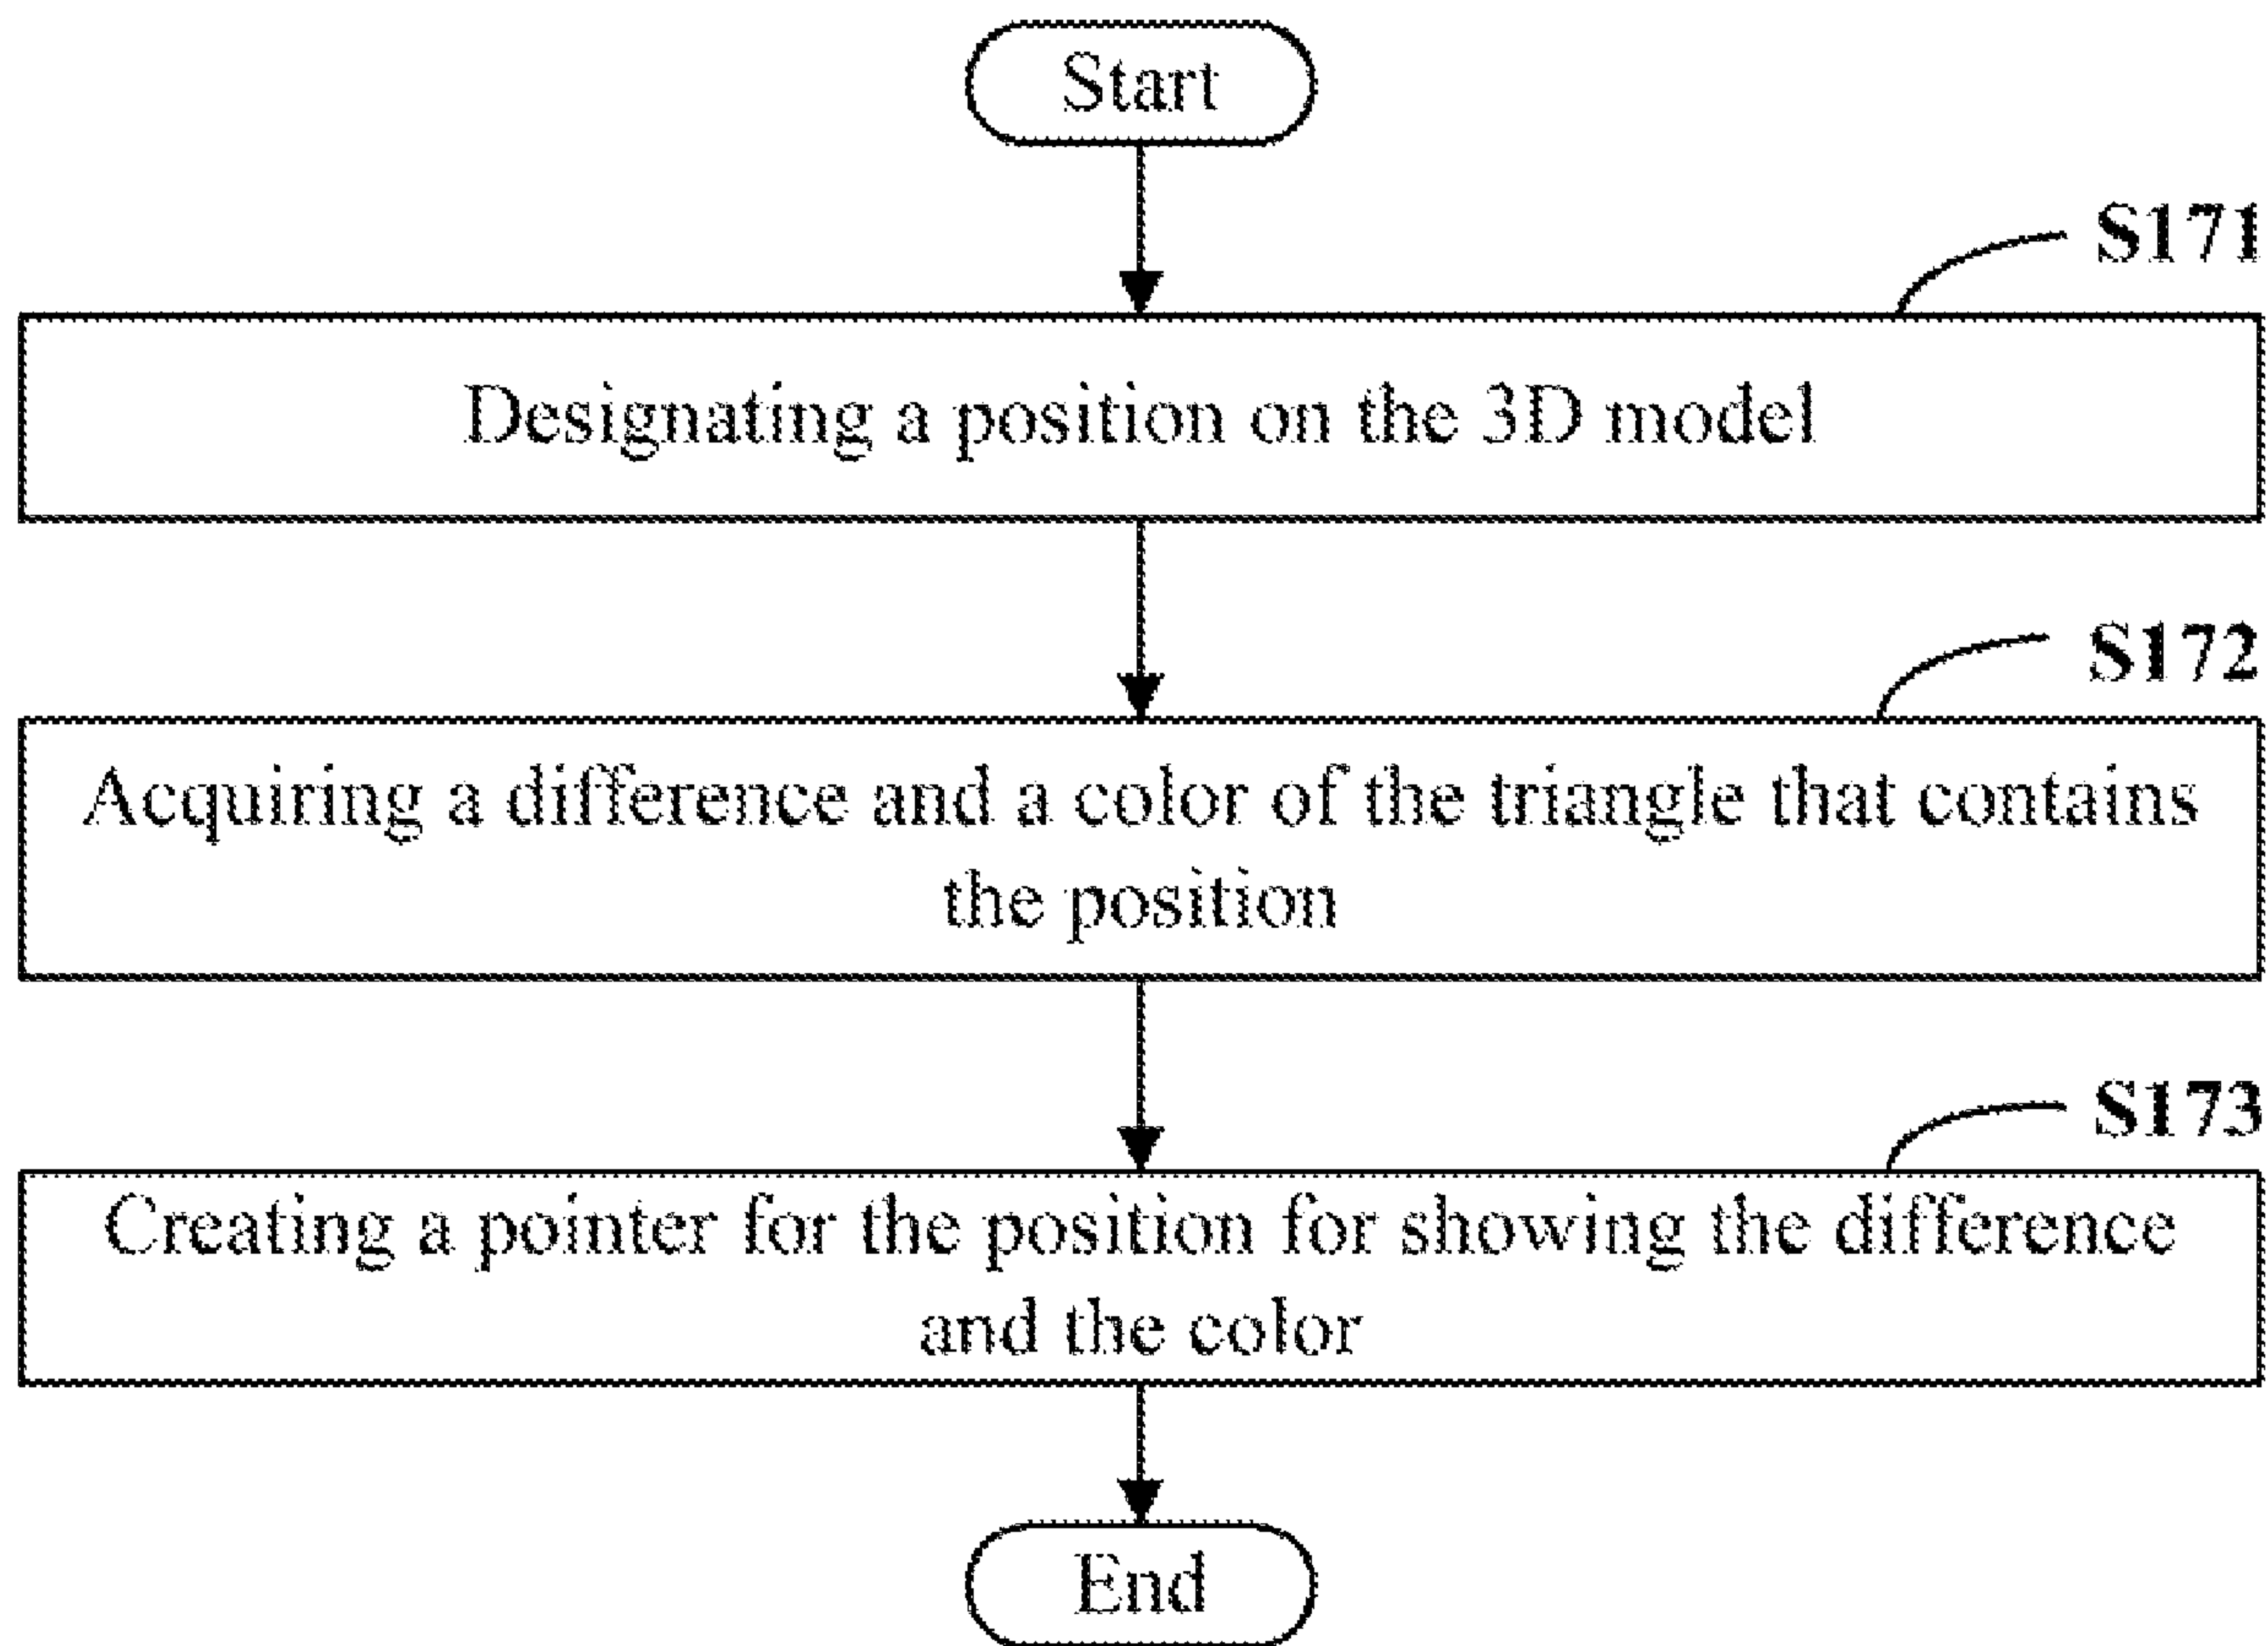 Start
S171
Designating a position on the 3D model
S172
Acquiring a difference and a color of the triangle that contains
the position
S173
Creating a pointer for the position for showing the difference
and the color
End